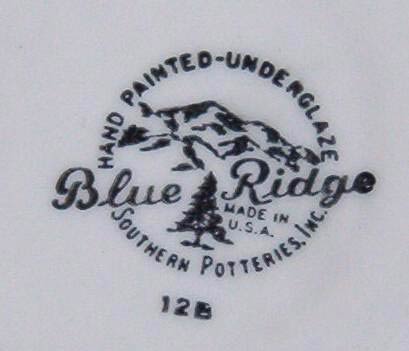 HAND PAINTED-UNDERGLAZE
Blue Ridge
MADE IN
U.S.A.
SOUTHERN POTTERIES, INC.
12B